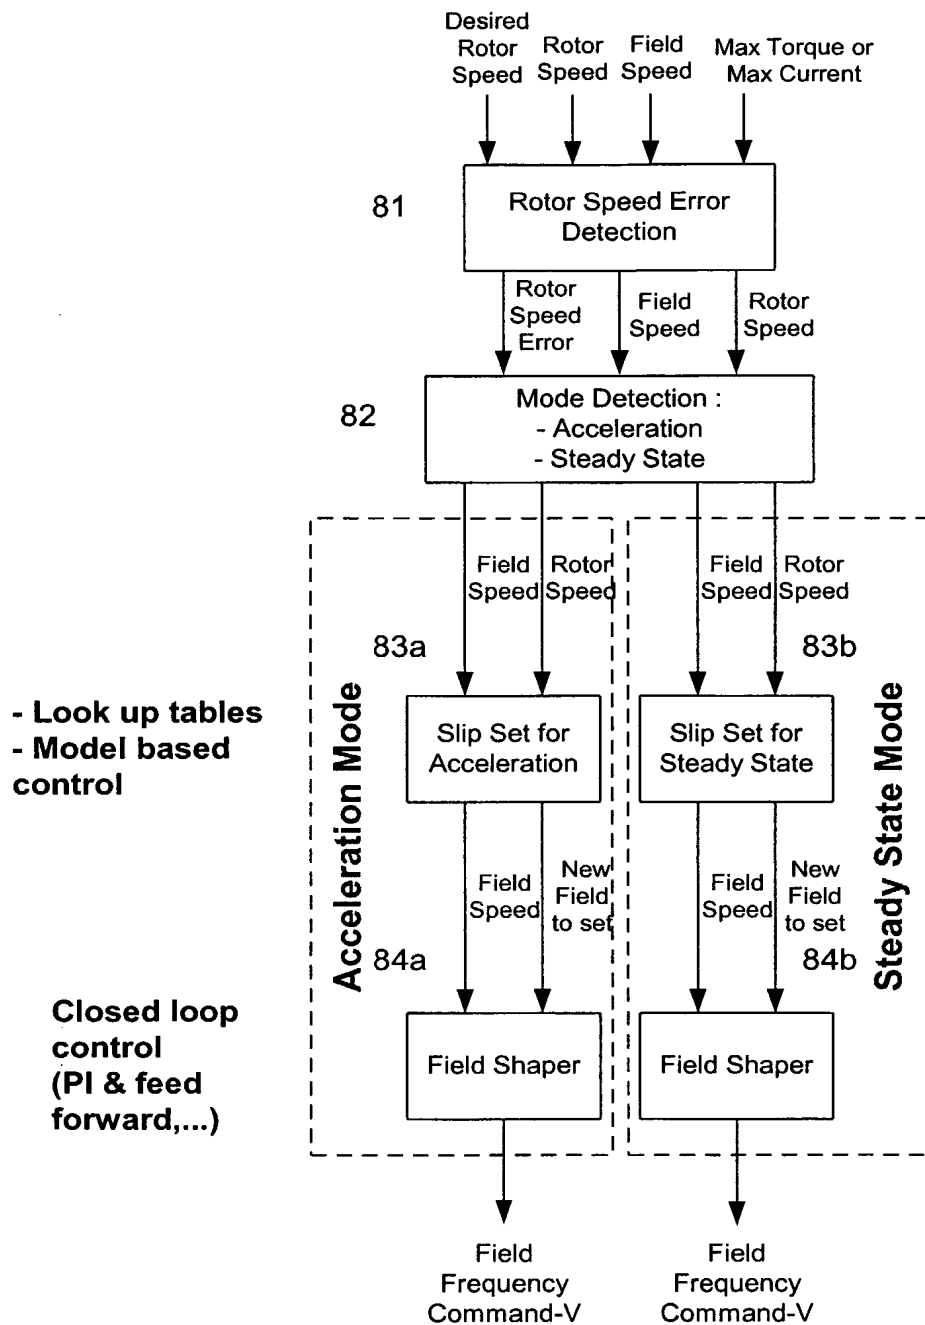 Desired
Rotor
Speed
Rotor
Speed
Field
Speed
Max Torque or
Max Current
81
Rotor Speed Error
Detection
Rotor
Speed
Error
Field
Speed
Rotor
Speed
82
Mode Detection :
- Acceleration
- Steady State
Field
Speed
Rotor
Speed
Field
Speed
Rotor
Speed
83a
83b
- Look up tables
- Model based
control
Acceleration Mode
Slip Set for
Acceleration
Slip Set for
Steady State
Steady State Mode
Field
Speed
New
Field
to set
Field
Speed
New
Field
to set
84a
84b
Closed loop
control
(PI & feed
forward,...)
Field Shaper
Field Shaper
Field
Frequency
Command-V
Field
Frequency
Command-V